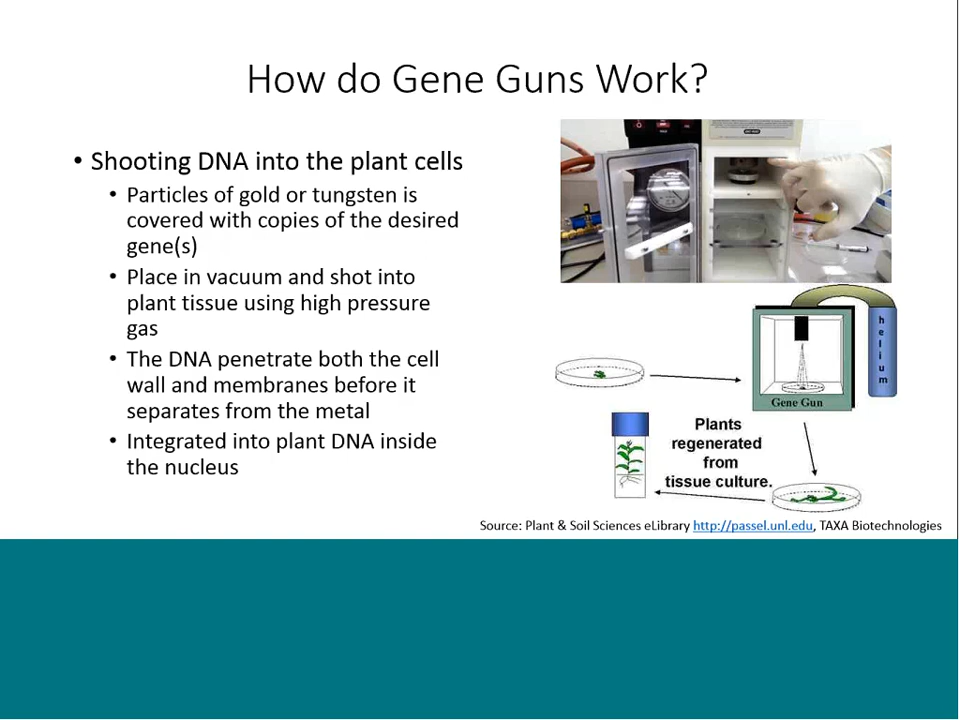 How do Gene Guns Work?
• Shooting DNA into the plant cells
• Particles of gold or tungsten is
covered with copies of the desired
gene(s)
• Place in vacuum and shot into
plant tissue using high pressure
gas
• The DNA penetrate both the cell
wall and membranes before it
separates from the metal
• Integrated into plant DNA inside
the nucleus
helium
Gene Gun
Plants
regenerated
from
tissue culture.
Source: Plant & Soil Sciences eLibrary http://passel.unl.edu, TAXA Biotechnologies